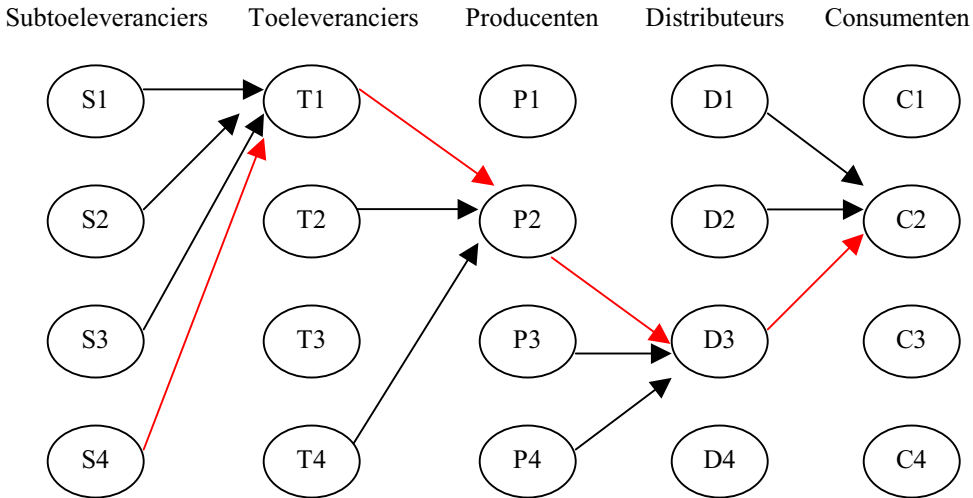 Subtoeleveranciers Toeleveranciers Producenten Distributeurs Consumenten
S1 T1 P1 D1 C1
S2 T2 P2 D2 C2
S3 T3 P3 D3 C3
S4 T4 P4 D4 C4